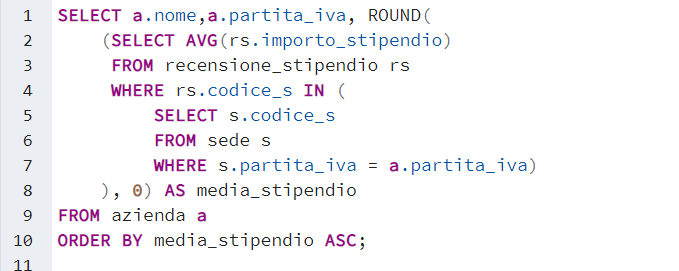 1 SELECT a.nome,a.partita_iva, ROUND(
2 (SELECT AVG(rs.importo_stipendio)
3 FROM recensione_stipendio rs
4 WHERE rs.codice_s IN (
5 SELECT s.codice_s
6 FROM sede s
7 WHERE s.partita_iva = a.partita_iva)
8 ), 0) AS media_stipendio
9 FROM azienda a
10 ORDER BY media_stipendio ASC;
11